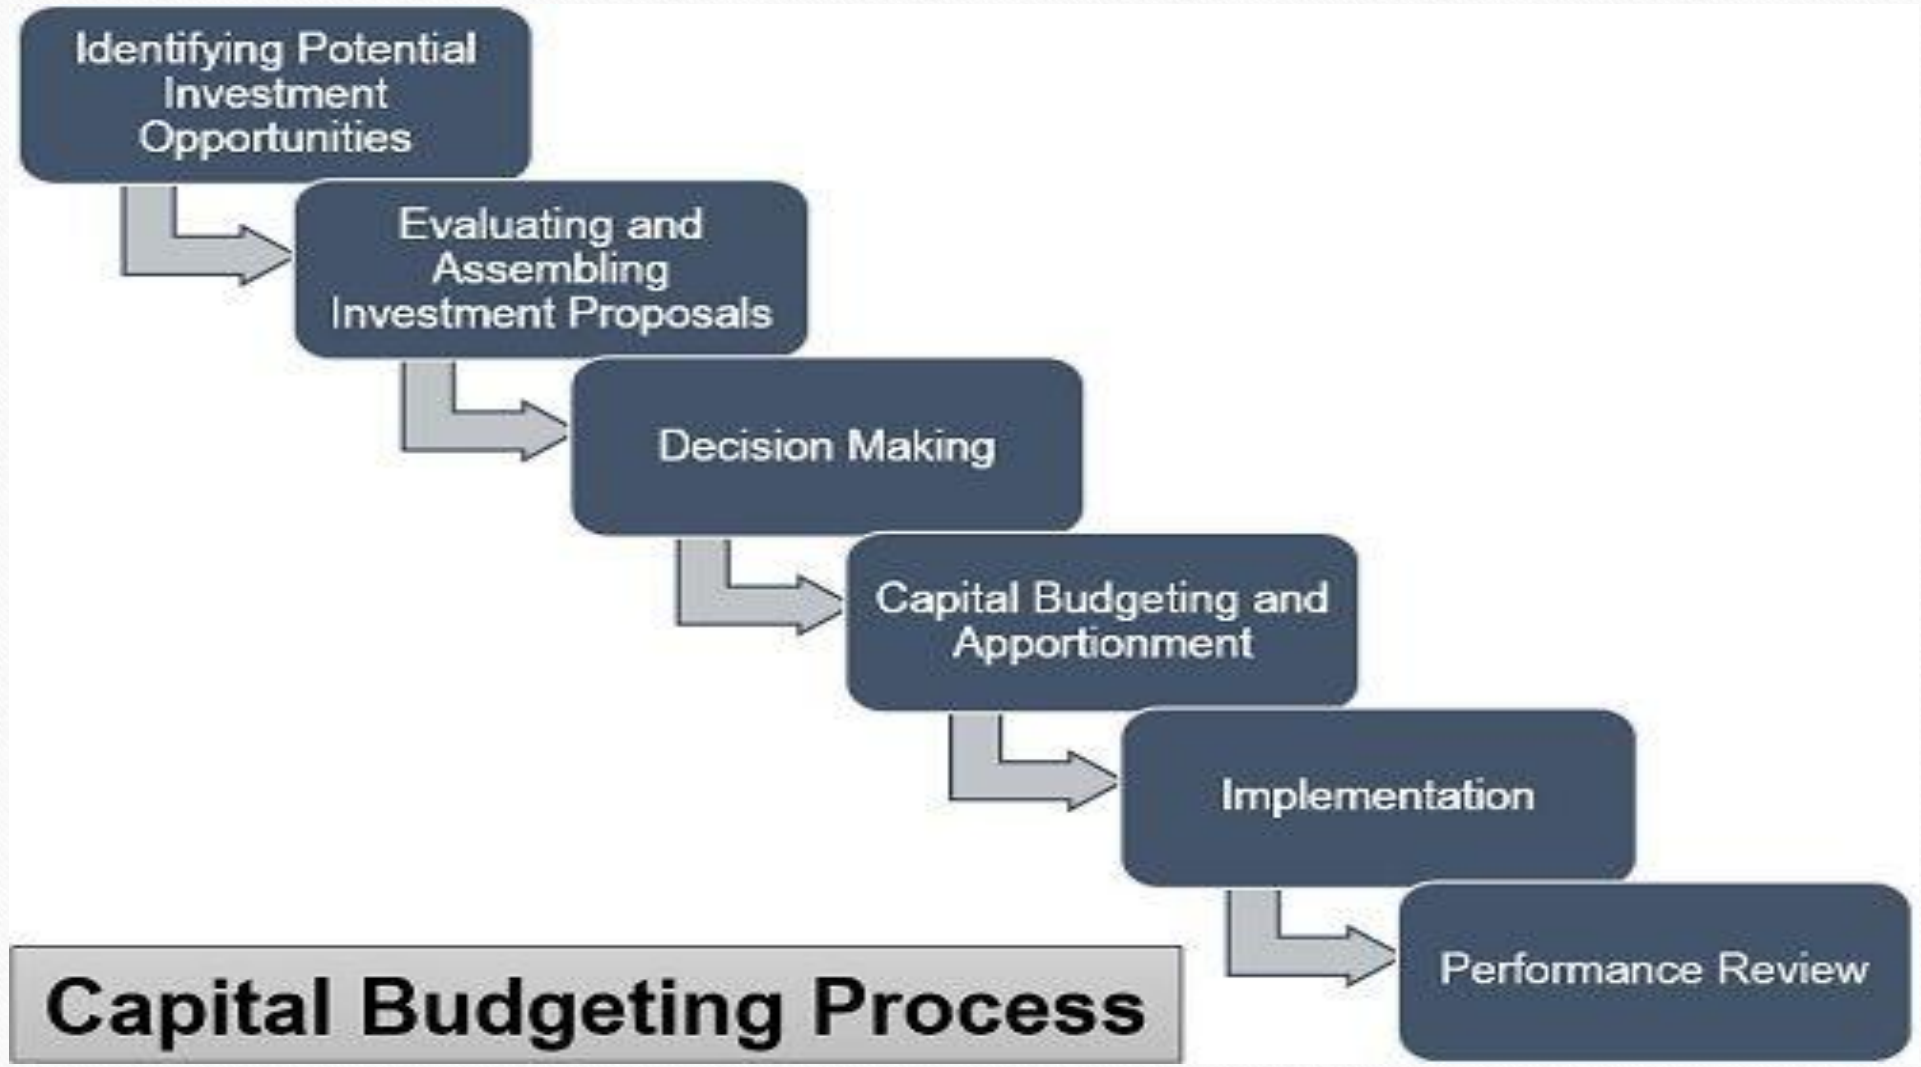 Identifying Potential
Investment
Opportunities
Evaluating and
Assembling
Investment Proposals
Decision Making
Capital Budgeting and
Apportionment
Implementation
Performance Review
Capital Budgeting Process